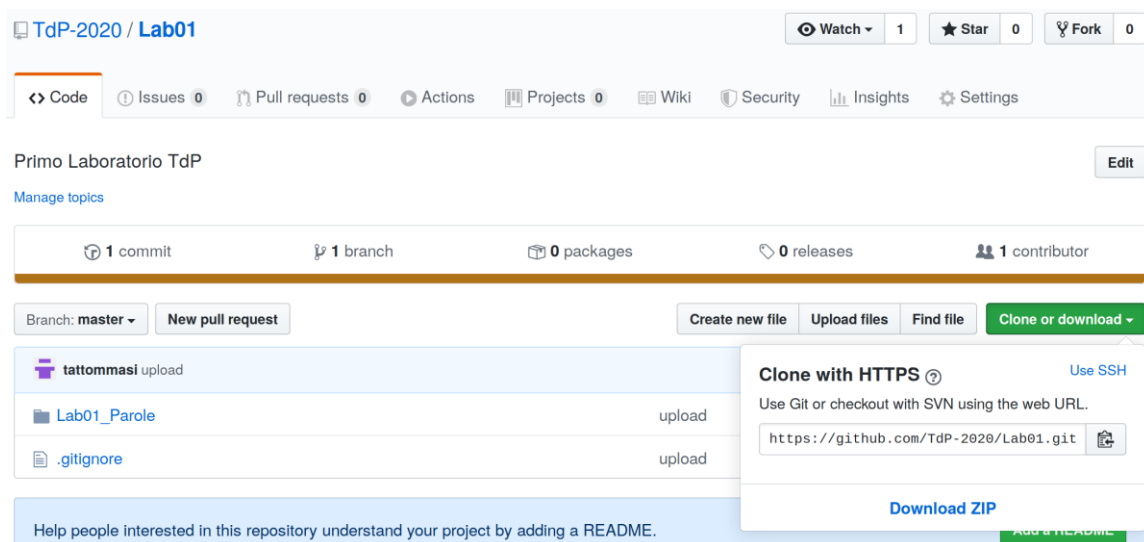 TdP-2020 / Lab01
Watch 1 Star 0 Fork 0
Code Issues 0 Pull requests 0 Actions Projects 0 Wiki Security Insights Settings
Primo Laboratorio TdP
Edit
Manage topics
1 commit 1 branch 0 packages 0 releases 1 contributor
Branch: master New pull request Create new file Upload files Find file Clone or download
tattommasi upload
Lab01_Parole upload
.gitignore upload
Clone with HTTPS ? Use SSH
Use Git or checkout with SVN using the web URL.
https://github.com/TdP-2020/Lab01.git
Download ZIP
Help people interested in this repository understand your project by adding a README.
Add a README